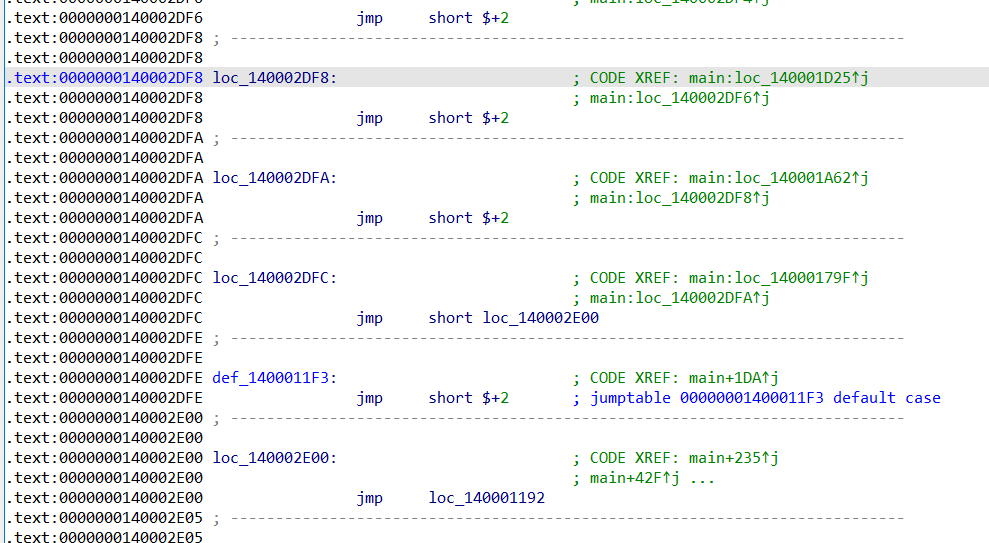 ; main:loc_140002DF4↑j
.text:0000000140002DF6 jmp short $+2
.text:0000000140002DF8 ; ---------------------------------------------------------------------------
.text:0000000140002DF8
.text:0000000140002DF8 loc_140002DF8: ; CODE XREF: main:loc_140001D25↑j
.text:0000000140002DF8 ; main:loc_140002DF6↑j
.text:0000000140002DF8 jmp short $+2
.text:0000000140002DFA ; ---------------------------------------------------------------------------
.text:0000000140002DFA
.text:0000000140002DFA loc_140002DFA: ; CODE XREF: main:loc_140001A62↑j
.text:0000000140002DFA ; main:loc_140002DF8↑j
.text:0000000140002DFA jmp short $+2
.text:0000000140002DFC ; ---------------------------------------------------------------------------
.text:0000000140002DFC
.text:0000000140002DFC loc_140002DFC: ; CODE XREF: main:loc_14000179F↑j
.text:0000000140002DFC ; main:loc_140002DFA↑j
.text:0000000140002DFC jmp short loc_140002E00
.text:0000000140002DFE ; ---------------------------------------------------------------------------
.text:0000000140002DFE
.text:0000000140002DFE def_1400011F3: ; CODE XREF: main+1DA↑j
.text:0000000140002DFE jmp short $+2 ; jumptable 00000001400011F3 default case
.text:0000000140002E00 ; ---------------------------------------------------------------------------
.text:0000000140002E00
.text:0000000140002E00 loc_140002E00: ; CODE XREF: main+235↑j
.text:0000000140002E00 ; main+42F↑j ...
.text:0000000140002E00 jmp loc_140001192
.text:0000000140002E05 ; ---------------------------------------------------------------------------
.text:0000000140002E05